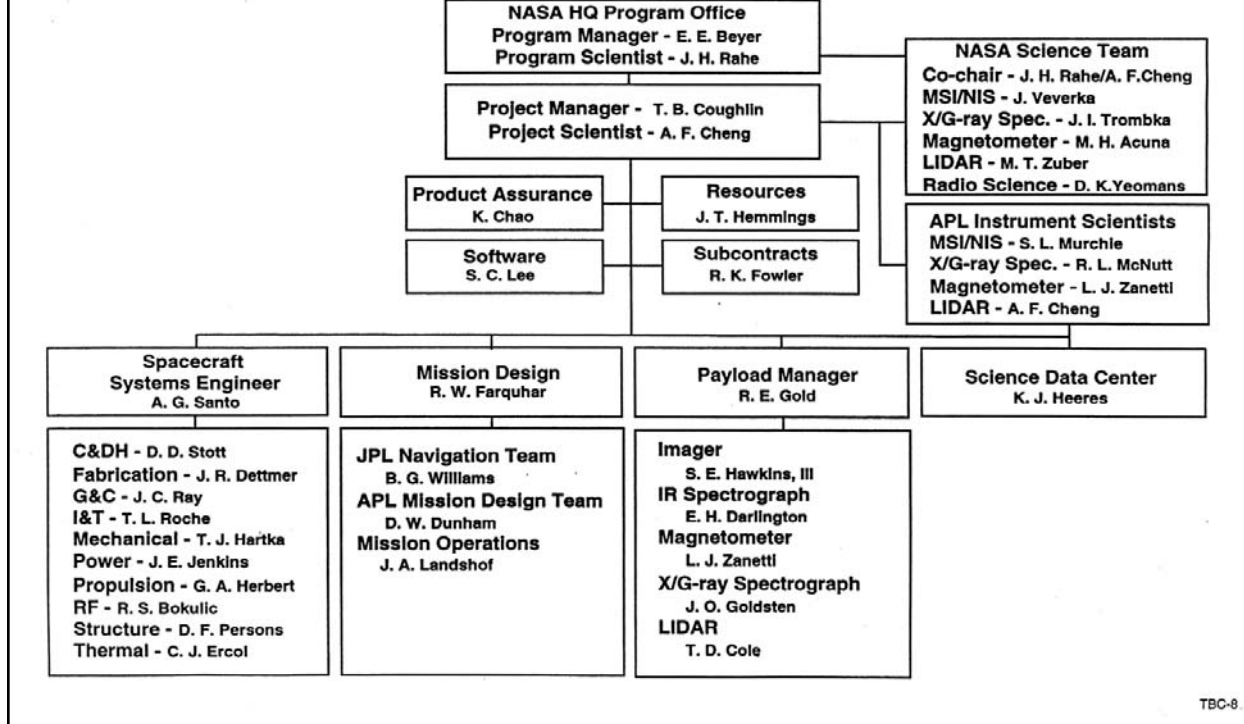 NASA HQ Program Office
Program Manager - E. E. Beyer
Program Scientist - J. H. Rahe
NASA Science Team
Co-chair - J. H. Rahe/A. F.Cheng
MSI/NIS - J. Veverka
X/G-ray Spec. - J. I. Trombka
Magnetometer - M. H. Acuna
LIDAR - M. T. Zuber
Radio Science - D. K.Yeomans
Project Manager - T. B. Coughlin
Project Scientist - A. F. Cheng
Product Assurance
K. Chao
Resources
J. T. Hemmings
Software
S. C. Lee
Subcontracts
R. K. Fowler
APL Instrument Scientists
MSI/NIS - S. L. Murchie
X/G-ray Spec. - R. L. McNutt
Magnetometer - L. J. Zanetti
LIDAR - A. F. Cheng
Spacecraft
Systems Engineer
A. G. Santo
Mission Design
R. W. Farquhar
Payload Manager
R. E. Gold
Science Data Center
K. J. Heeres
C&DH - D. D. Stott
Fabrication - J. R. Dettmer
G&C - J. C. Ray
I&T - T. L. Roche
Mechanical - T. J. Hartka
Power - J. E. Jenkins
Propulsion - G. A. Herbert
RF - R. S. Bokulic
Structure - D. F. Persons
Thermal - C. J. Ercol
JPL Navigation Team
B. G. Williams
APL Mission Design Team
D. W. Dunham
Mission Operations
J. A. Landshof
Imager
S. E. Hawkins, III
IR Spectrograph
E. H. Darlington
Magnetometer
L. J. Zanetti
X/G-ray Spectrograph
J. O. Goldsten
LIDAR
T. D. Cole
TBC-8